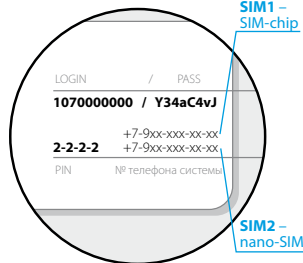 SIM1 –
SIM-chip
LOGIN / PASS
1070000000 / Y34aC4vJ
+7-9xx-xxx-xx-xx
2-2-2-2 +7-9xx-xxx-xx-xx
PIN № телефона системы
SIM2 –
nano-SIM